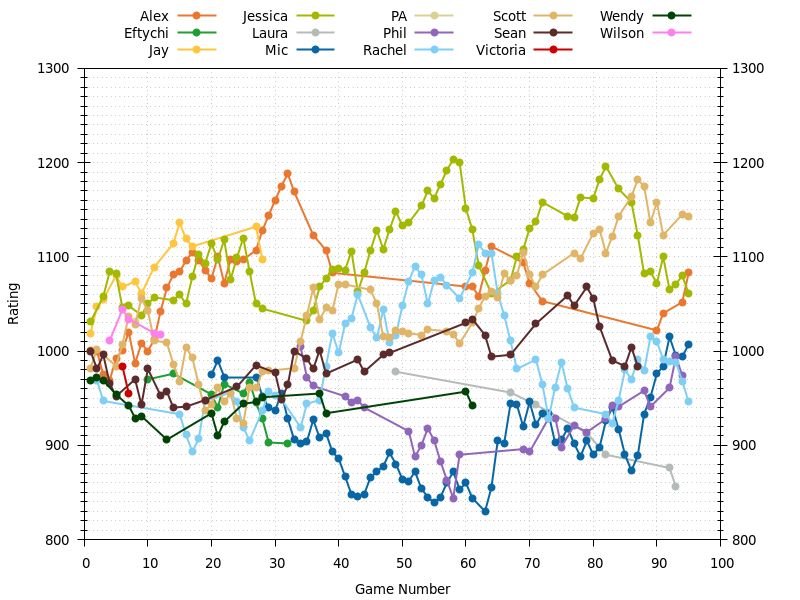 Alex Jessica PA Scott Wendy
Eftychi Laura Phil Sean Wilson
Jay Mic Rachel Victoria
1300 1300
1200 1200
1100 1100
Rating
1000 1000
900 900
800 800
0 10 20 30 40 50 60 70 80 90 100
Game Number